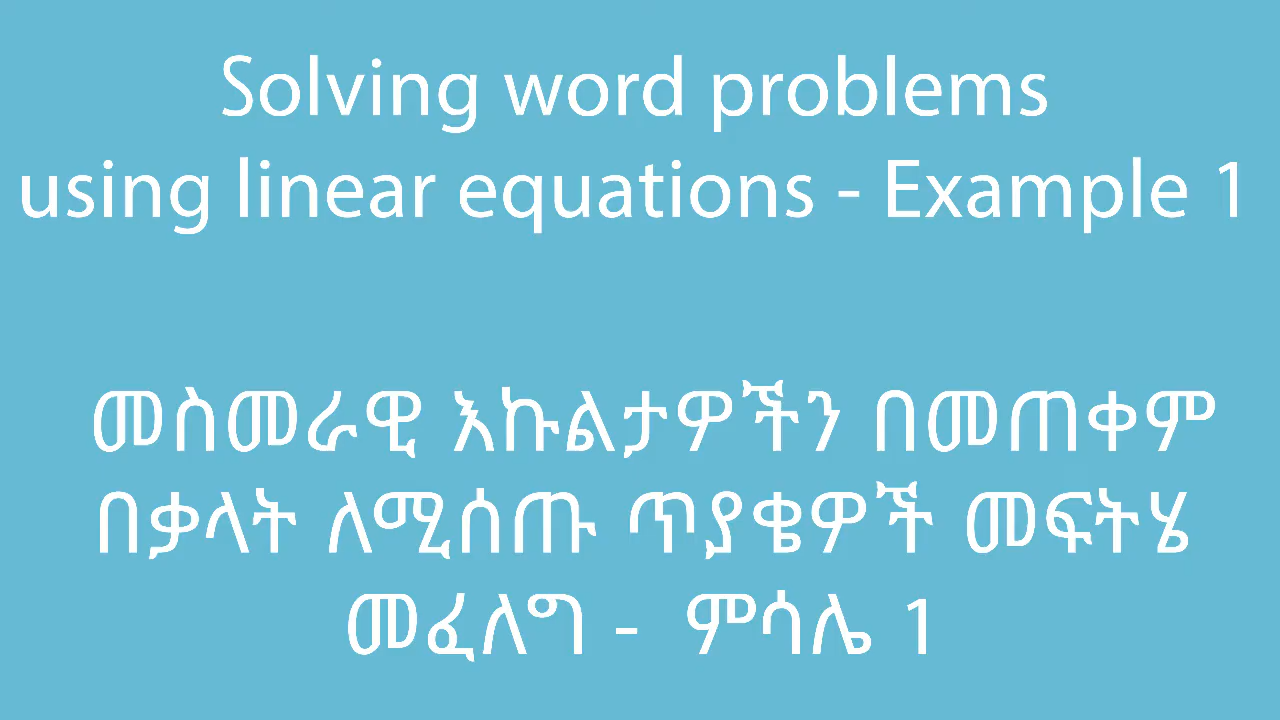 Solving word problems
using linear equations - Example 1
መስመራዊ እኩልታዎችን በመጠቀም
በቃላት ለሚሰጡ ጥያቄዎች መፍትሄ
መፈለግ - ምሳሌ 1